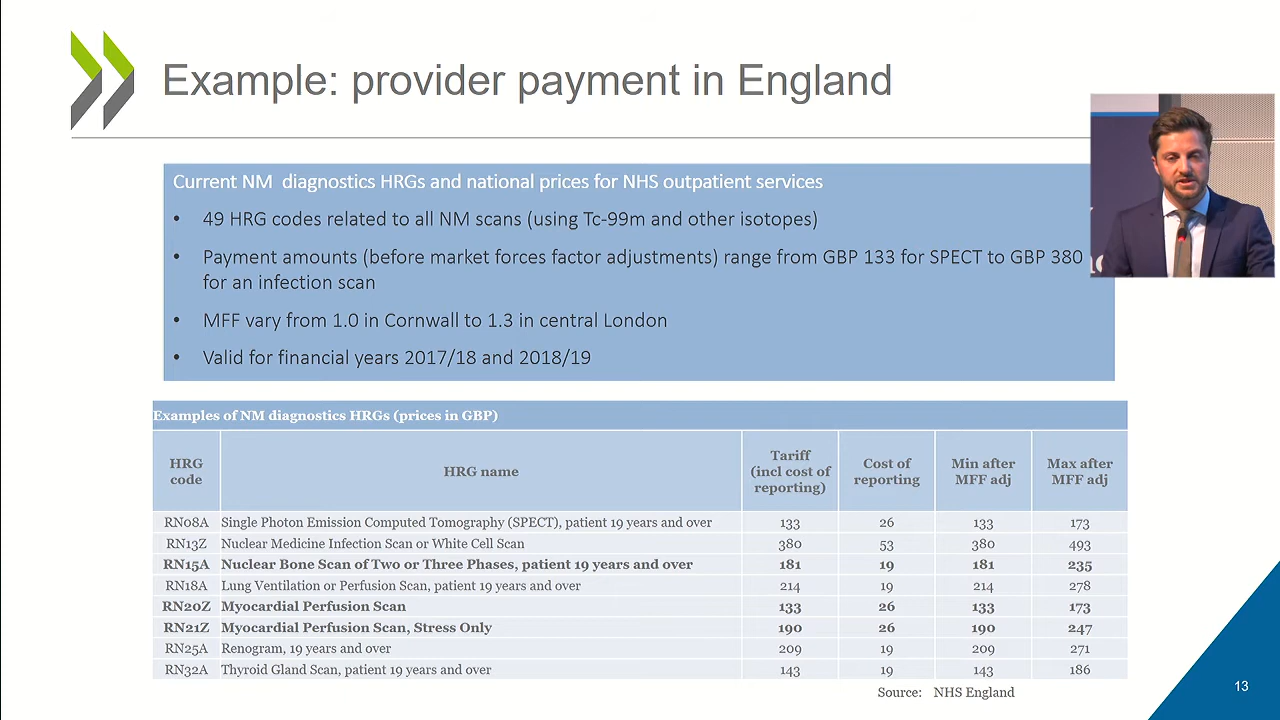 Example: provider payment in England
Current NM diagnostics HRGs and national prices for NHS outpatient services
• 49 HRG codes related to all NM scans (using Tc-99m and other isotopes)
• Payment amounts (before market forces factor adjustments) range from GBP 133 for SPECT to GBP 380
for an infection scan
• MFF vary from 1.0 in Cornwall to 1.3 in central London
• Valid for financial years 2017/18 and 2018/19
Examples of NM diagnostics HRGs (prices in GBP)
HRG code HRG name Tariff (incl cost of reporting) Cost of reporting Min after MFF adj Max after MFF adj
RN08A Single Photon Emission Computed Tomography (SPECT), patient 19 years and over 133 26 133 173
RN13Z Nuclear Medicine Infection Scan or White Cell Scan 380 53 380 493
RN15A Nuclear Bone Scan of Two or Three Phases, patient 19 years and over 181 19 181 235
RN18A Lung Ventilation or Perfusion Scan, patient 19 years and over 214 19 214 278
RN20Z Myocardial Perfusion Scan 133 26 133 173
RN21Z Myocardial Perfusion Scan, Stress Only 190 26 190 247
RN25A Renogram, 19 years and over 209 19 209 271
RN32A Thyroid Gland Scan, patient 19 years and over 143 19 143 186
Source: NHS England
13